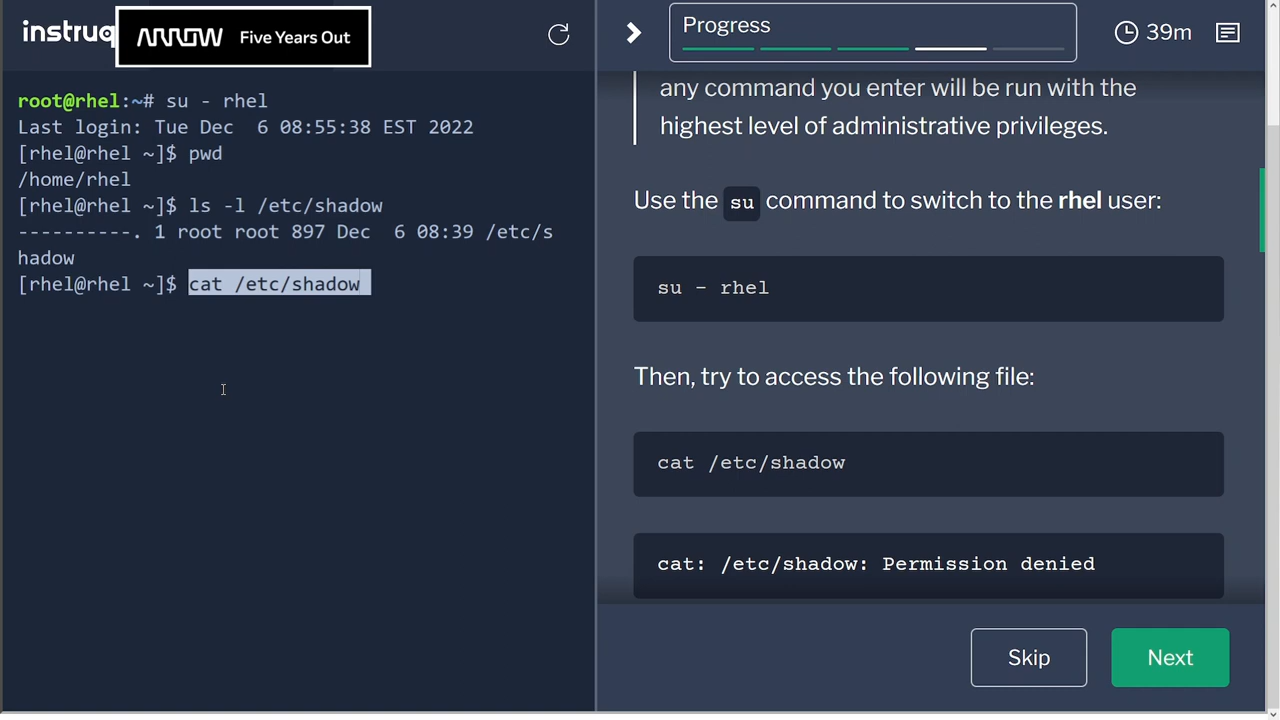 instruq
ARROW Five Years Out
root@rhel:~# su - rhel
Last login: Tue Dec  6 08:55:38 EST 2022
[rhel@rhel ~]$ pwd
/home/rhel
[rhel@rhel ~]$ ls -l /etc/shadow
----------. 1 root root 897 Dec  6 08:39 /etc/s
hadow
[rhel@rhel ~]$ cat /etc/shadow
Progress
39m
any command you enter will be run with the
highest level of administrative privileges.
Use the su command to switch to the rhel user:
su - rhel
Then, try to access the following file:
cat /etc/shadow
cat: /etc/shadow: Permission denied
Skip
Next